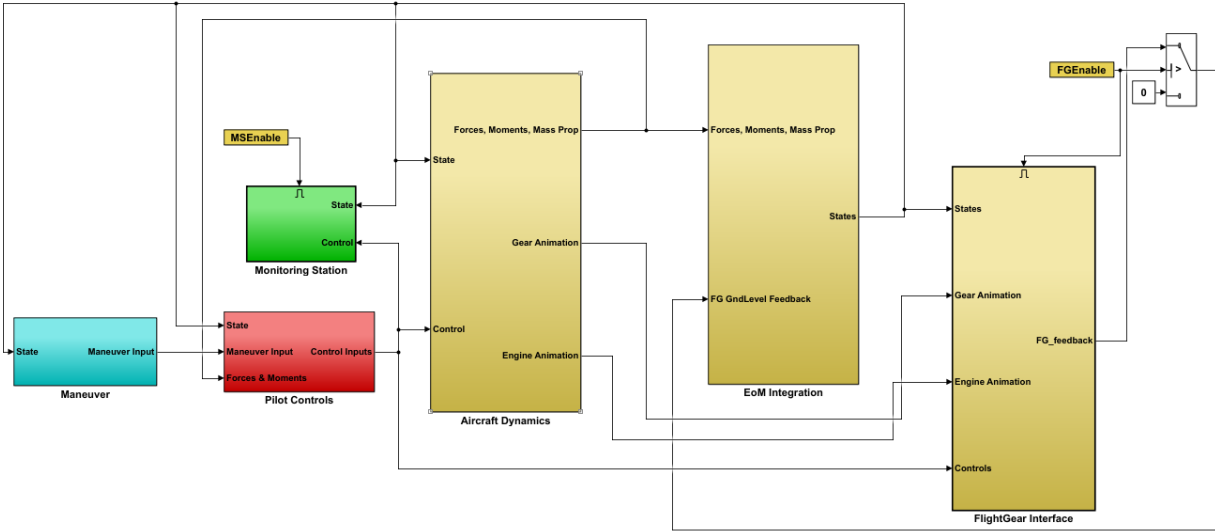 FGEnable
>
0
MSEnable
Forces, Moments, Mass Prop
Forces, Moments, Mass Prop
State
State
States
States
Control
Gear Animation
Monitoring Station
Gear Animation
FG GndLevel Feedback
State
Control
FG_feedback
State
Maneuver Input
Maneuver Input
Control Inputs
Engine Animation
Forces & Moments
Engine Animation
Maneuver
Pilot Controls
EoM Integration
Aircraft Dynamics
Controls
FlightGear Interface